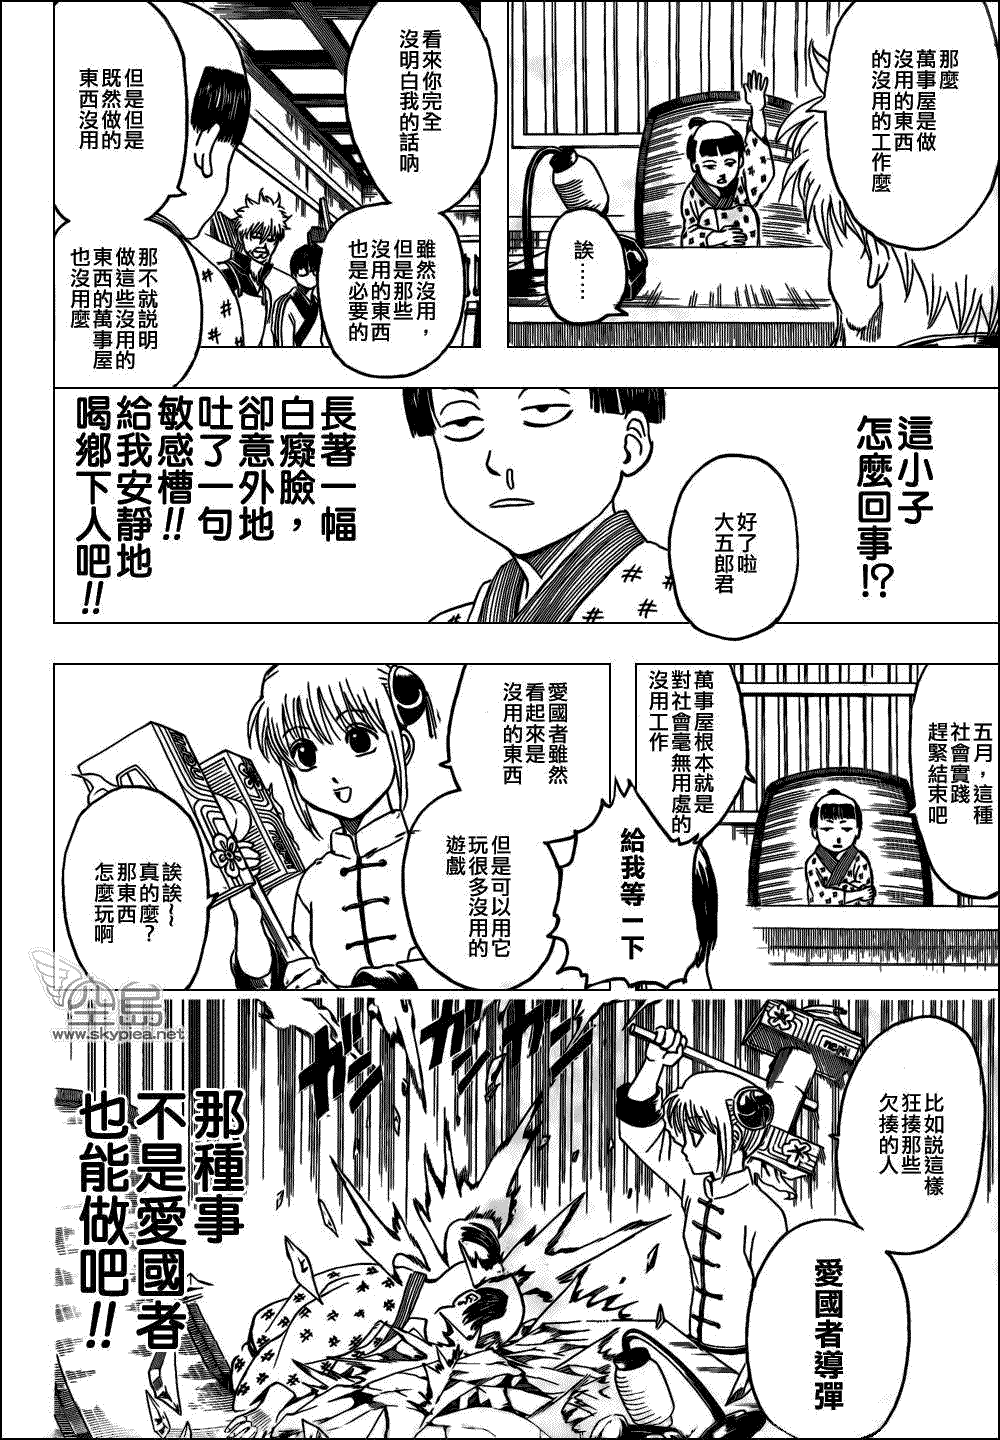 那麼
萬事屋是做
沒用的東西
的沒用的工作麼
誒……
看來你完全
沒明白我的話吶
雖然沒用，
但是那些
沒用的東西
也是必要的
但是但是
既然做的
東西沒用
那不就説明
做這些沒用的
東西的萬事屋
也沒用麼
這小子
怎麼回事!?
好了啦
大五郎君
長著一幅
白癡臉，
卻意外地
吐了一句
敏感槽!!
給我安靜地
喝鄉下人吧!!
五月，這種
社會實踐
趕緊結束吧
萬事屋根本就是
對社會毫無用處的
沒用工作
給我等一下
愛國者雖然
看起來是
沒用的東西
但是可以用它
玩很多沒用的
遊戲
誒誒~
真的麼？
那東西
怎麼玩啊
比如説這樣
狂揍那些
欠揍的人
愛國者導彈
ガン
ガン
ガッ
那種事
不是愛國者
也能做吧!!
空島
www.skypiea.net